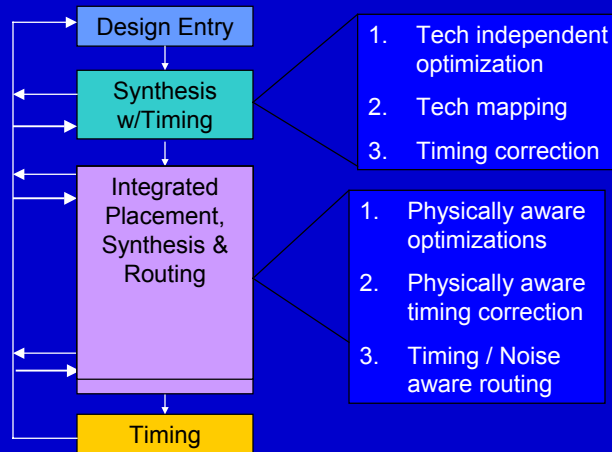 Design Entry
Synthesis
w/Timing
Integrated
Placement,
Synthesis &
Routing
Timing
1. Tech independent
optimization
2. Tech mapping
3. Timing correction
1. Physically aware
optimizations
2. Physically aware
timing correction
3. Timing / Noise
aware routing